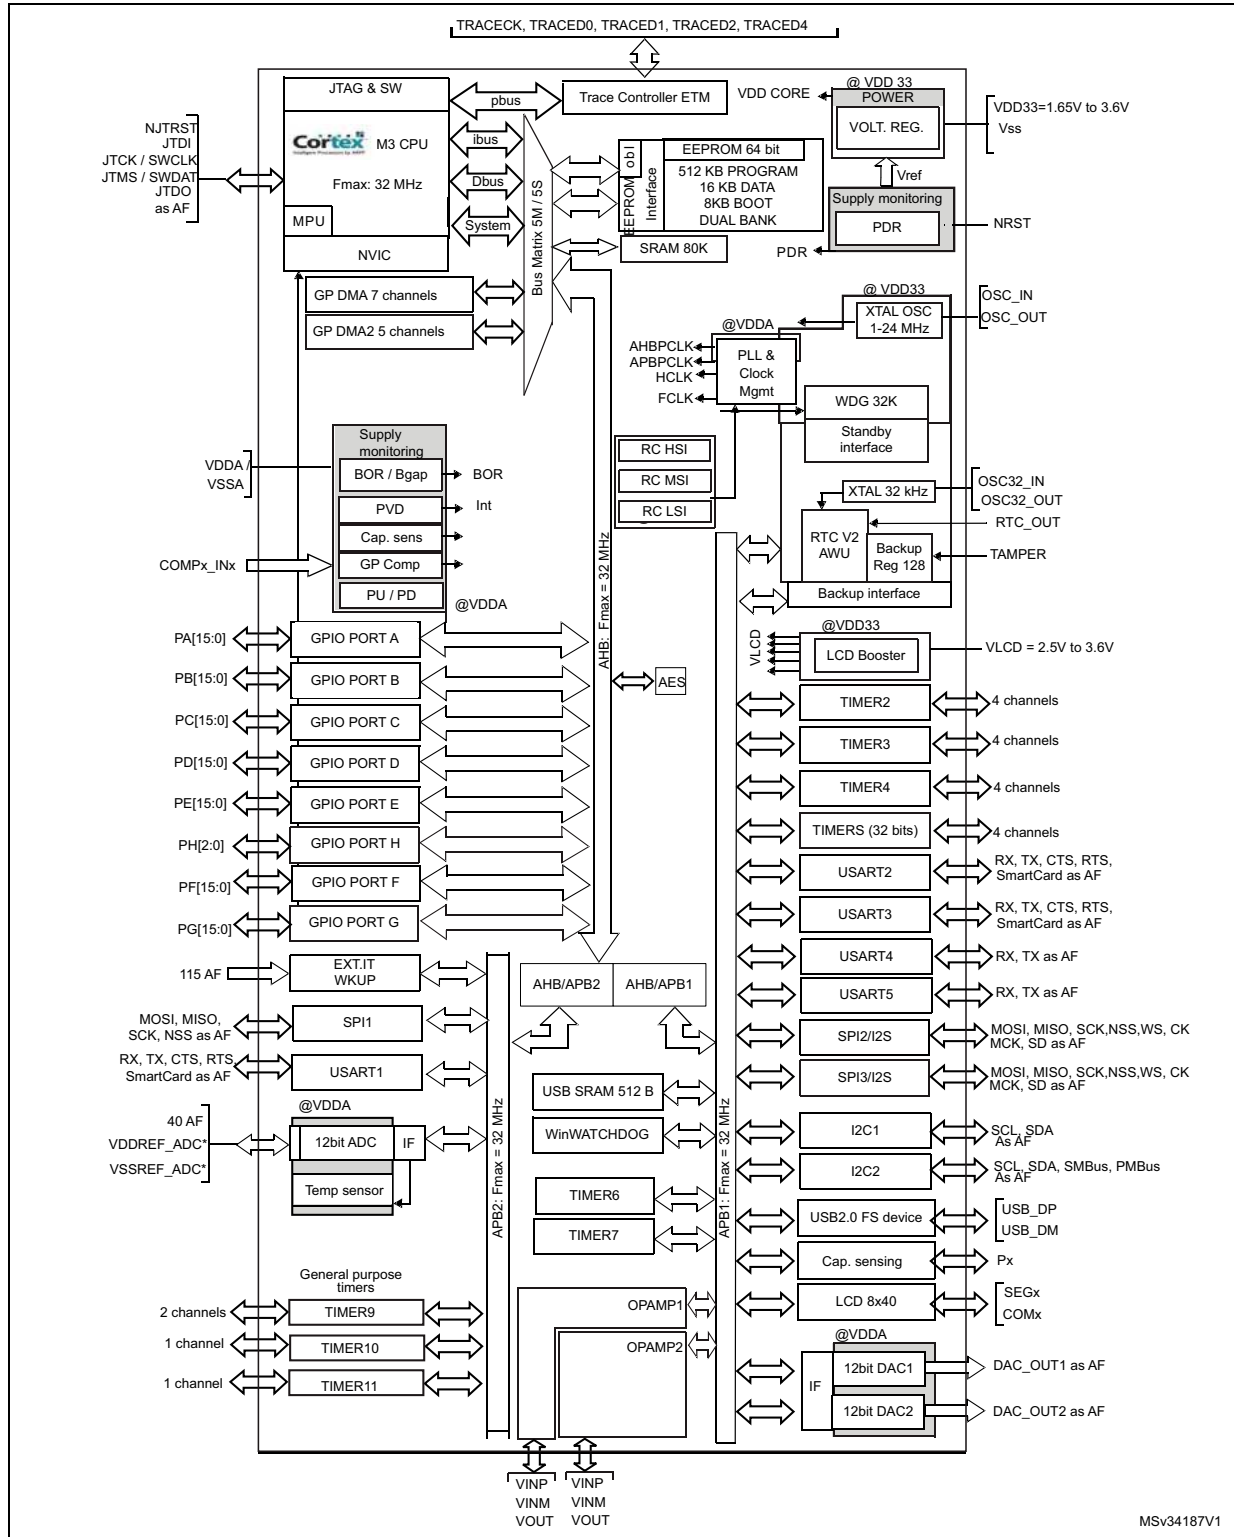 TRACECK, TRACED0, TRACED1, TRACED2, TRACED4
JTAG & SW
pbus
Trace Controller ETM
VDD CORE
@ VDD 33
POWER
VOLT. REG.
VDD33=1.65V to 3.6V
Vss
NJTRST
JTDI
JTCK / SWCLK
JTMS / SWDAT
JTDO
as AF
Cortex
M3 CPU
Fmax: 32 MHz
MPU
NVIC
ibus
Dbus
System
Bus Matrix 5M / 5S
EEPROM obl
Interface
EEPROM 64 bit
512 KB PROGRAM
16 KB DATA
8KB BOOT
DUAL BANK
SRAM 80K
Vref
Supply monitoring
PDR
PDR
NRST
GP DMA 7 channels
GP DMA2 5 channels
@ VDD33
XTAL OSC
1-24 MHz
OSC_IN
OSC_OUT
@VDDA
PLL &
Clock
Mgmt
AHBPCLK
APBPCLK
HCLK
FCLK
WDG 32K
Standby
interface
RC HSI
RC MSI
RC LSI
XTAL 32 kHz
OSC32_IN
OSC32_OUT
RTC V2
AWU
RTC_OUT
Backup
Reg 128
TAMPER
Backup interface
Supply
monitoring
VDDA /
VSSA
BOR / Bgap
BOR
PVD
Int
Cap. sens
GP Comp
COMPx_INx
PU / PD
@VDDA
AHB: Fmax = 32 MHz
AES
@VDD33
VLCD
LCD Booster
VLCD = 2.5V to 3.6V
PA[15:0]
GPIO PORT A
PB[15:0]
GPIO PORT B
PC[15:0]
GPIO PORT C
PD[15:0]
GPIO PORT D
PE[15:0]
GPIO PORT E
PH[2:0]
GPIO PORT H
PF[15:0]
GPIO PORT F
PG[15:0]
GPIO PORT G
TIMER2
4 channels
TIMER3
4 channels
TIMER4
4 channels
TIMERS (32 bits)
4 channels
USART2
RX, TX, CTS, RTS,
SmartCard as AF
USART3
RX, TX, CTS, RTS,
SmartCard as AF
USART4
RX, TX as AF
USART5
RX, TX as AF
SPI2/I2S
MOSI, MISO, SCK,NSS,WS, CK
MCK, SD as AF
SPI3/I2S
MOSI, MISO, SCK,NSS,WS, CK
MCK, SD as AF
I2C1
SCL, SDA
As AF
I2C2
SCL, SDA, SMBus, PMBus
As AF
USB2.0 FS device
USB_DP
USB_DM
Cap. sensing
Px
LCD 8x40
SEGx
COMx
@VDDA
IF
12bit DAC1
DAC_OUT1 as AF
12bit DAC2
DAC_OUT2 as AF
115 AF
EXT.IT
WKUP
AHB/APB2
AHB/APB1
MOSI, MISO,
SCK, NSS as AF
SPI1
RX, TX, CTS, RTS,
SmartCard as AF
USART1
@VDDA
40 AF
VDDREF_ADC*
VSSREF_ADC*
12bit ADC
IF
Temp sensor
APB2: Fmax = 32 MHz
APB1: Fmax = 32 MHz
USB SRAM 512 B
WinWATCHDOG
TIMER6
TIMER7
General purpose
timers
2 channels
TIMER9
1 channel
TIMER10
1 channel
TIMER11
OPAMP1
OPAMP2
VINP
VINM
VOUT
VINP
VINM
VOUT
MSv34187V1